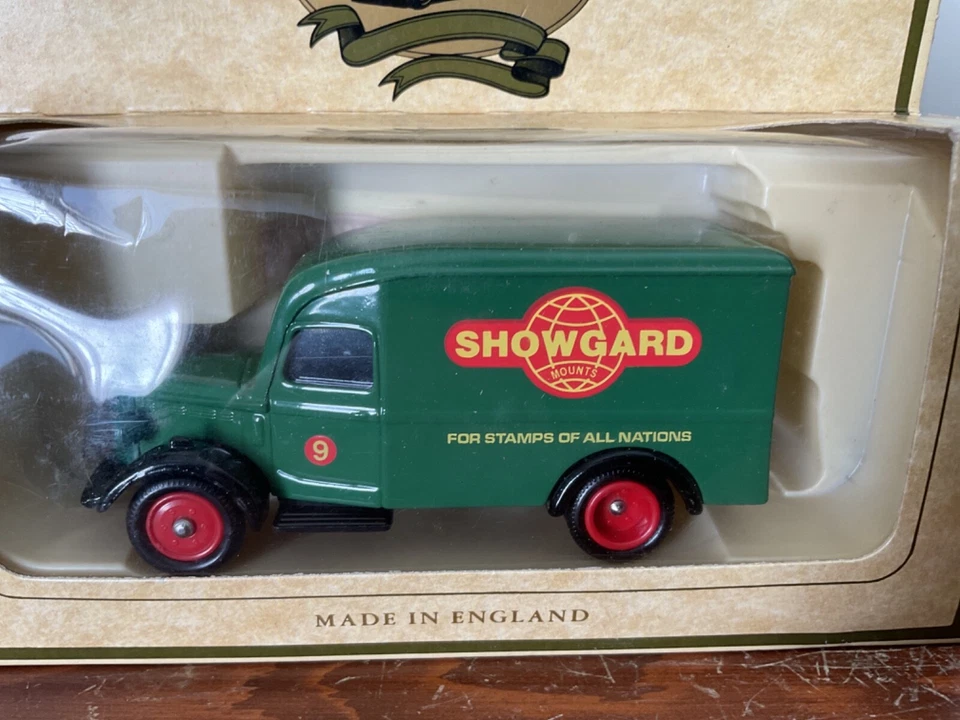 SHOWGARD
MOUNTS
FOR STAMPS OF ALL NATIONS
9
MADE IN ENGLAND